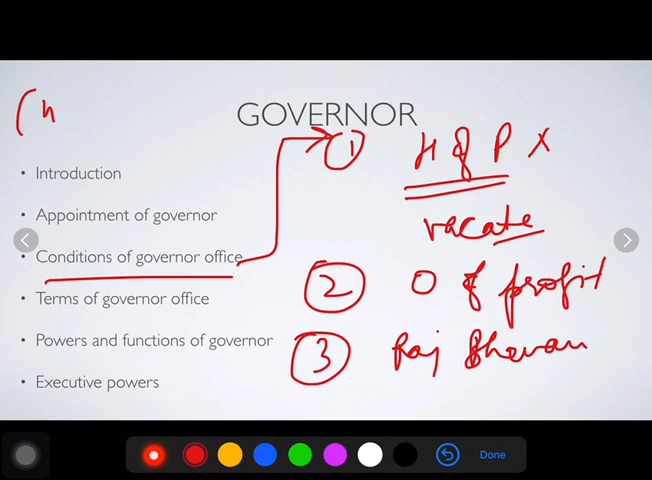 GOVERNOR
• Introduction
• Appointment of governor
• Conditions of governor office
• Terms of governor office
• Powers and functions of governor
• Executive powers
1 H of P X
vacate
2 O of profit
3 Raj Bhavan
Done